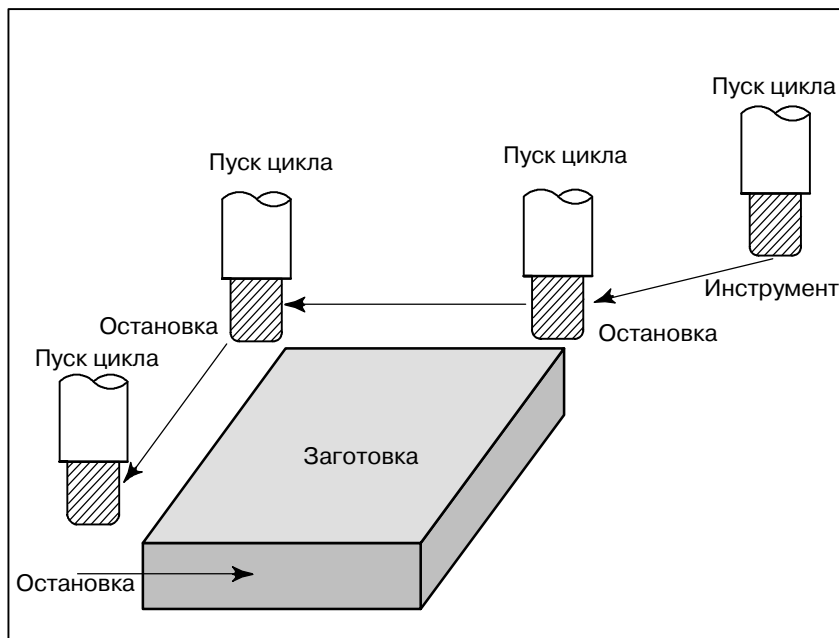 Пуск цикла
Пуск цикла
Пуск цикла
Инструмент
Остановка
Остановка
Пуск цикла
Заготовка
Остановка